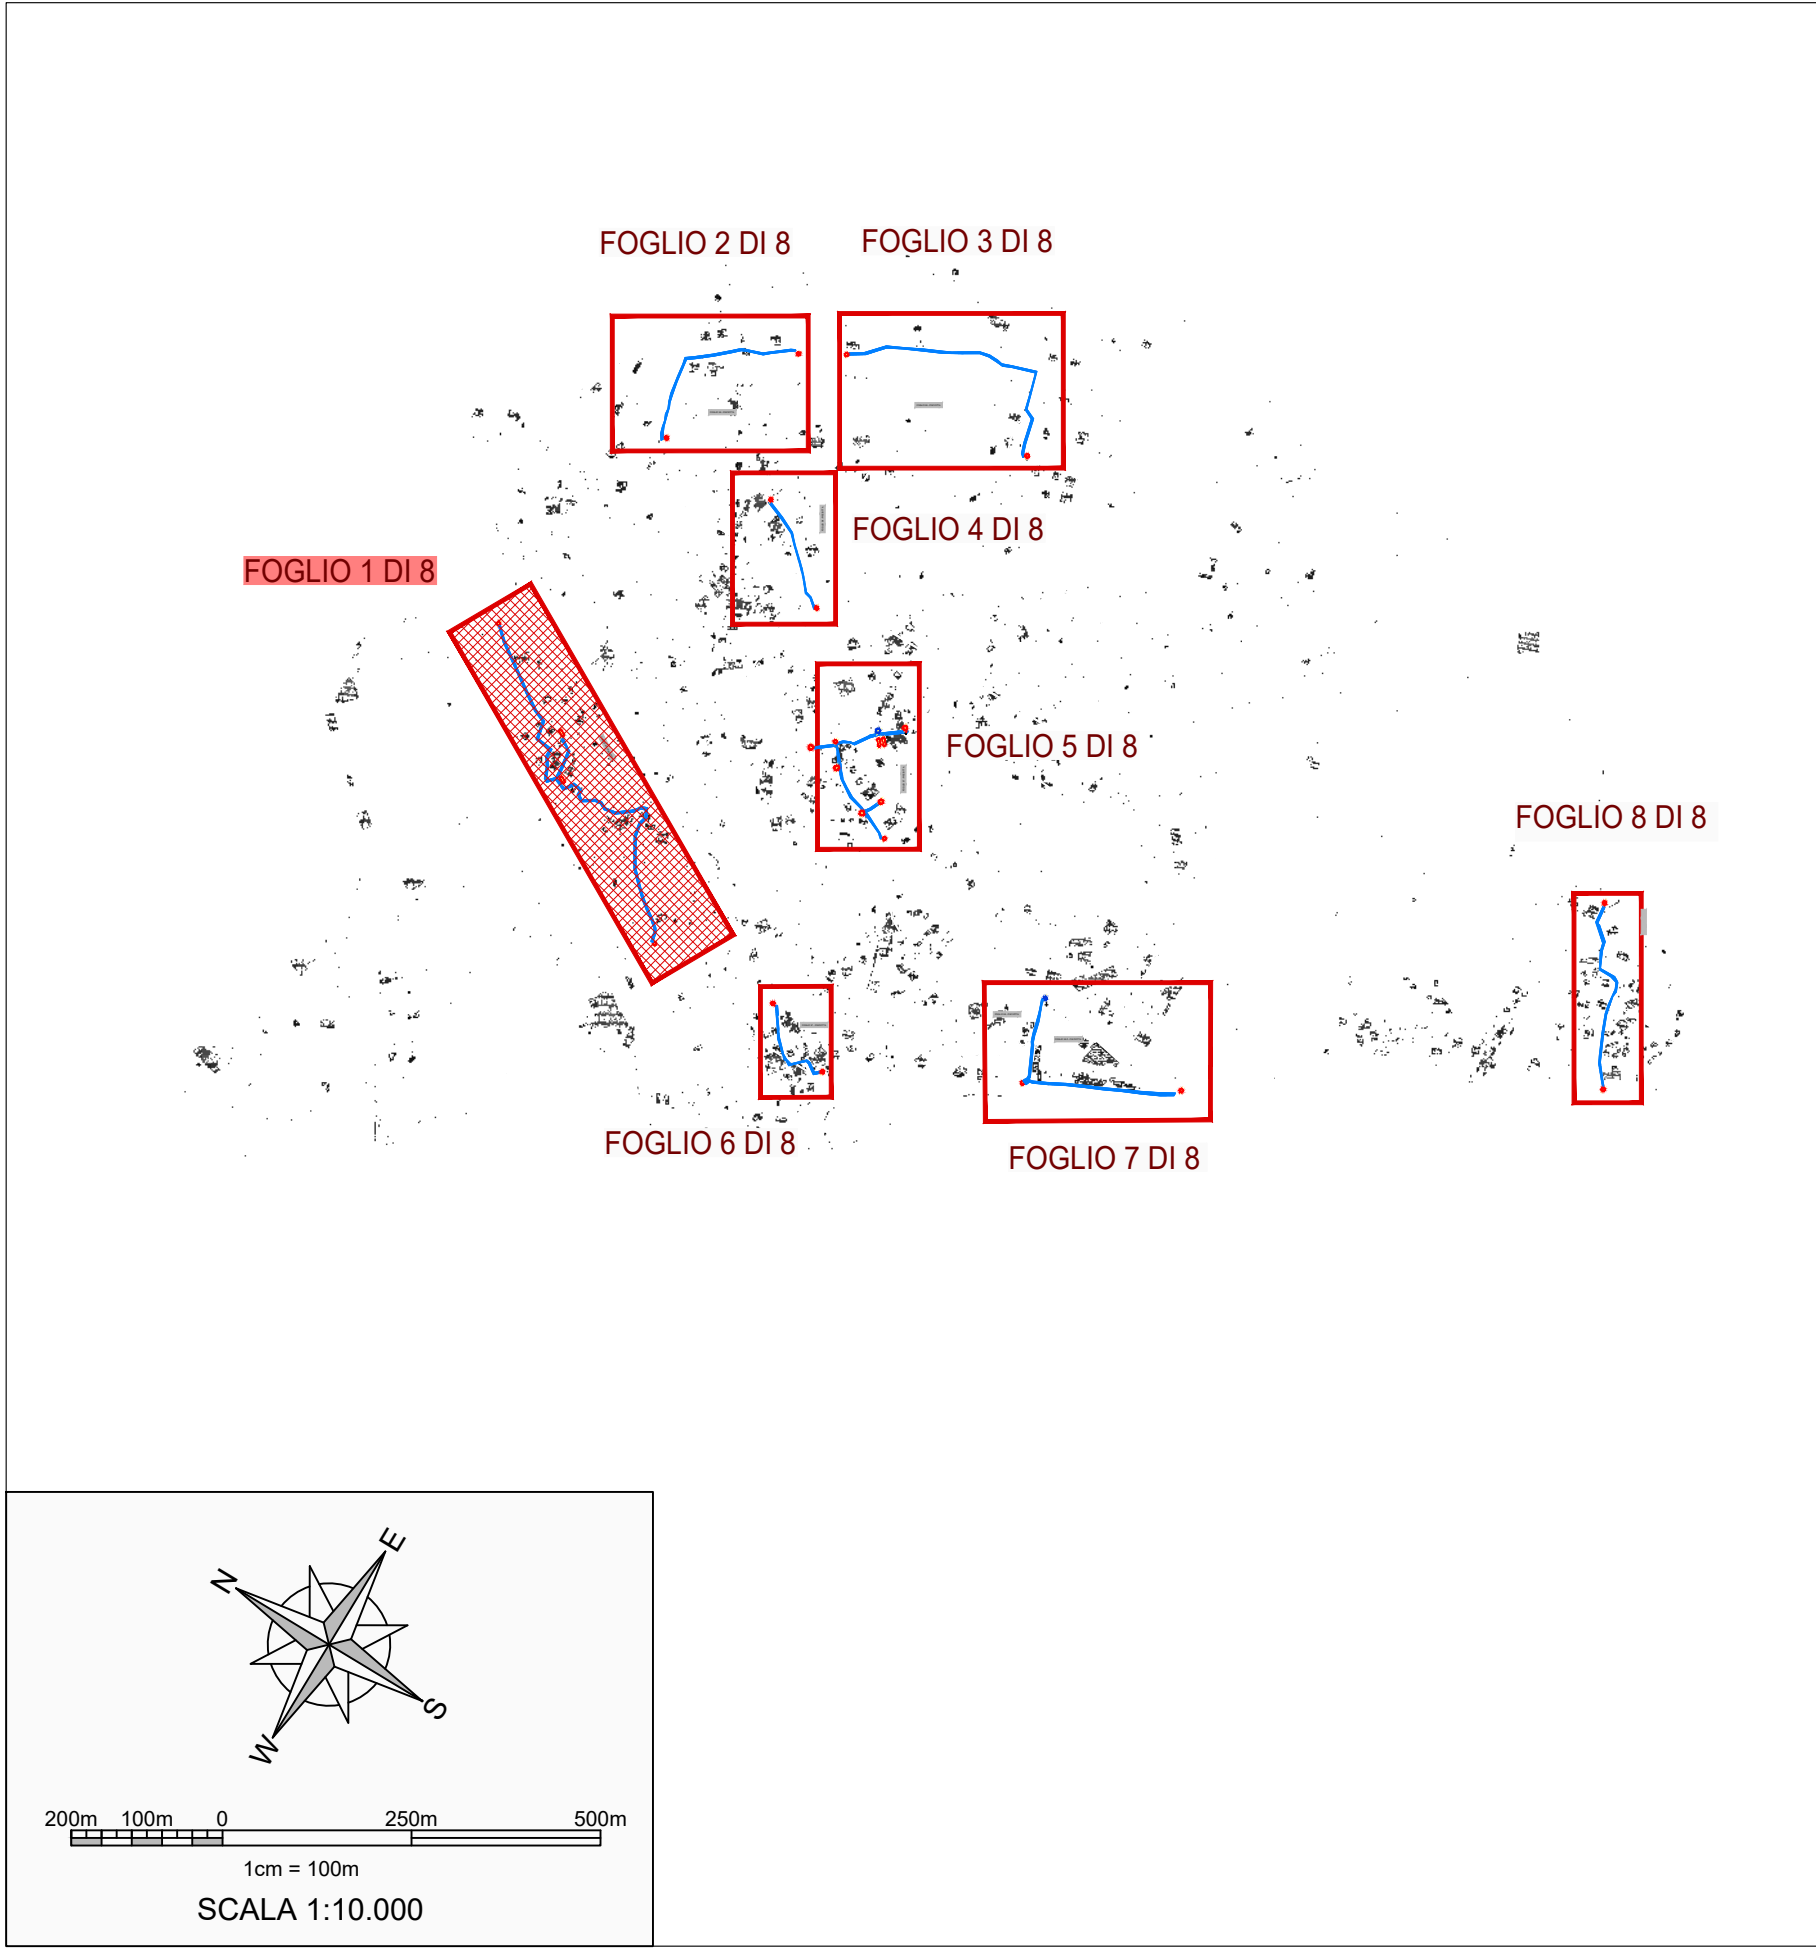 FOGLIO 2 DI 8
FOGLIO 3 DI 8
FOGLIO 4 DI 8
FOGLIO 1 DI 8
FOGLIO 5 DI 8
FOGLIO 8 DI 8
FOGLIO 6 DI 8
FOGLIO 7 DI 8
N
E
S
W
200m 100m 0 250m 500m
1cm = 100m
SCALA 1:10.000